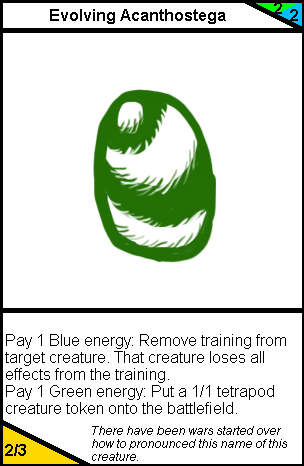 Evolving Acanthostega
2
2
Pay 1 Blue energy: Remove training from
target creature. That creature loses all
effects from the training.
Pay 1 Green energy: Put a 1/1 tetrapod
creature token onto the battlefield.
2/3
There have been wars started over
how to pronounced this name of this
creature.